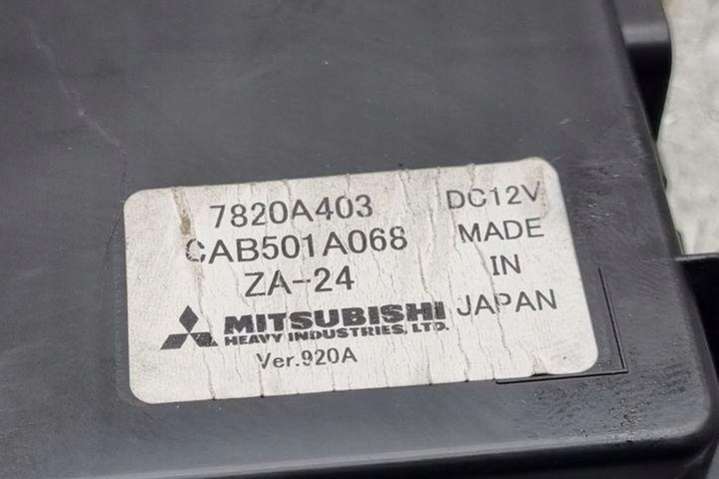 7820A403
CAB501A068
ZA-24
MITSUBISHI
HEAVY INDUSTRIES, LTD.
Ver.920A
DC12V
MADE
IN
JAPAN